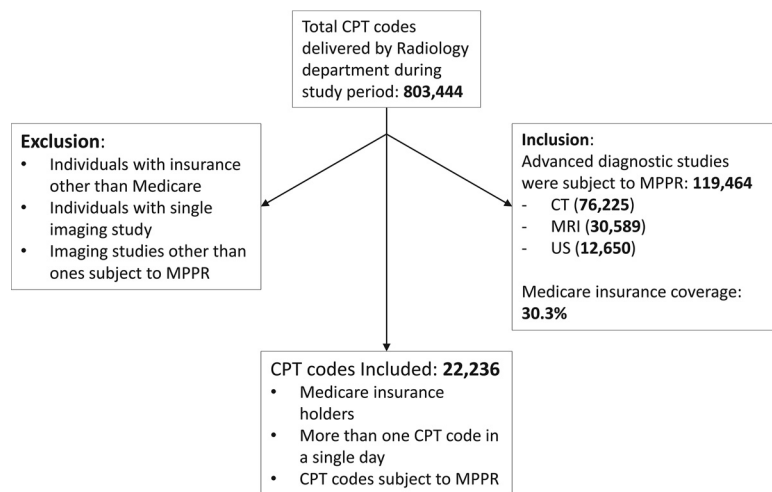 Total CPT codes
delivered by Radiology
department during
study period: 803,444
Exclusion:
• Individuals with insurance
other than Medicare
• Individuals with single
imaging study
• Imaging studies other than
ones subject to MPPR
Inclusion:
Advanced diagnostic studies
were subject to MPPR: 119,464
- CT (76,225)
- MRI (30,589)
- US (12,650)
Medicare insurance coverage:
30.3%
CPT codes Included: 22,236
• Medicare insurance
holders
• More than one CPT code in
a single day
• CPT codes subject to MPPR